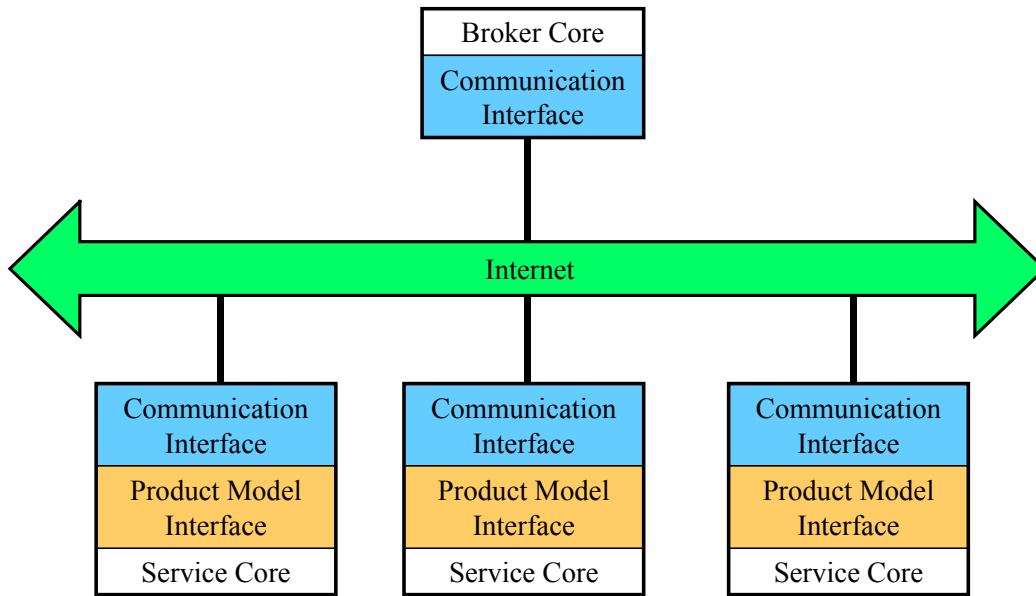 Broker Core
Communication
Interface
Internet
Communication
Interface
Product Model
Interface
Service Core
Communication
Interface
Product Model
Interface
Service Core
Communication
Interface
Product Model
Interface
Service Core